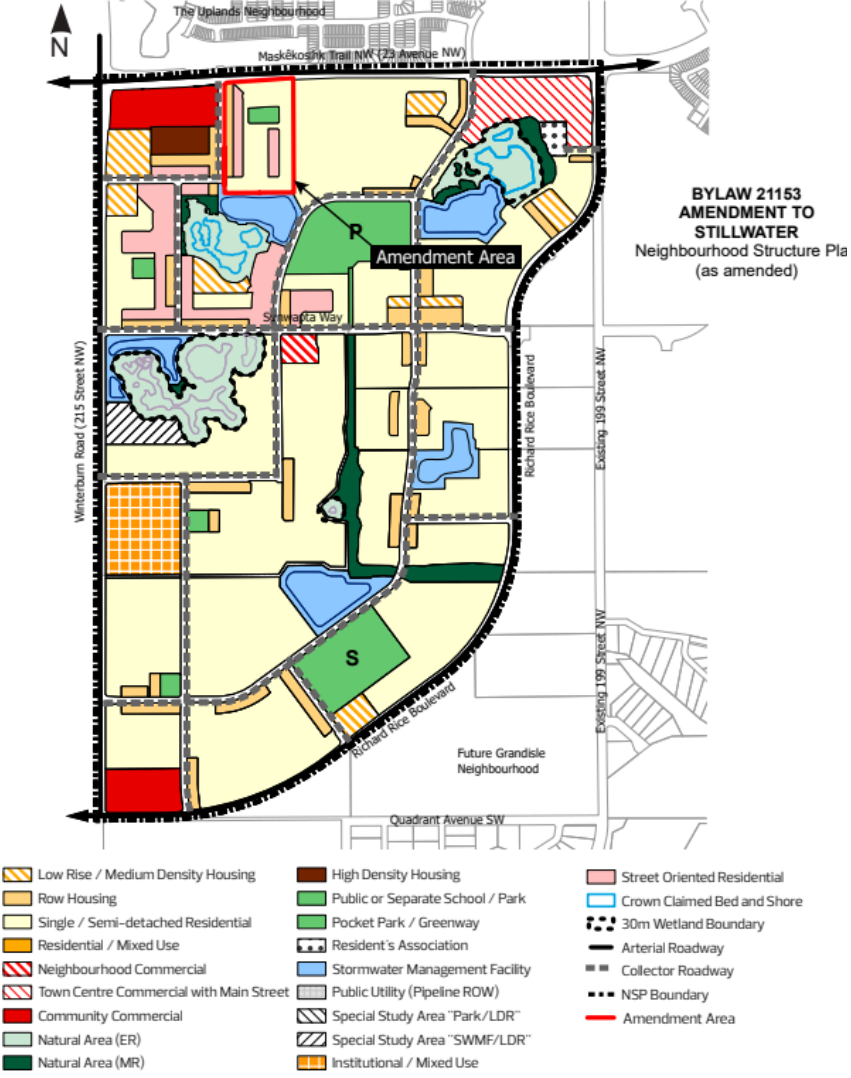 The Uplands Neighbourhood
N
Maskêkosihk Trail NW (23 Avenue NW)
BYLAW 21153
AMENDMENT TO
STILLWATER
Neighbourhood Structure Pla
(as amended)
P
Amendment Area
Sunwapta Way
Winterburn Road (215 Street NW)
Richard Rice Boulevard
Existing 199 Street NW
S
Existing 199 Street NW
Richard Rice Boulevard
Future Grandisle
Neighbourhood
Quadrant Avenue SW
Low Rise / Medium Density Housing
Row Housing
Single / Semi-detached Residential
Residential / Mixed Use
Neighbourhood Commercial
Town Centre Commercial with Main Street
Community Commercial
Natural Area (ER)
Natural Area (MR)
High Density Housing
Public or Separate School / Park
Pocket Park / Greenway
Resident's Association
Stormwater Management Facility
Public Utility (Pipeline ROW)
Special Study Area "Park/LDR"
Special Study Area "SWMF/LDR"
Institutional / Mixed Use
Street Oriented Residential
Crown Claimed Bed and Shore
30m Wetland Boundary
Arterial Roadway
Collector Roadway
NSP Boundary
Amendment Area